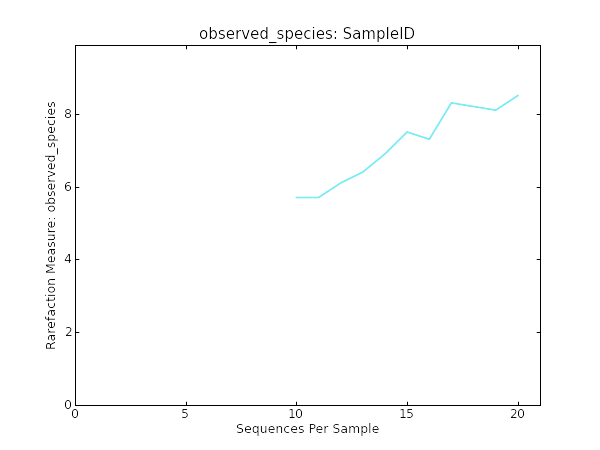 observed_species: SampleID
Rarefaction Measure: observed_species
8
6
4
2
0
0 5 10 15 20
Sequences Per Sample